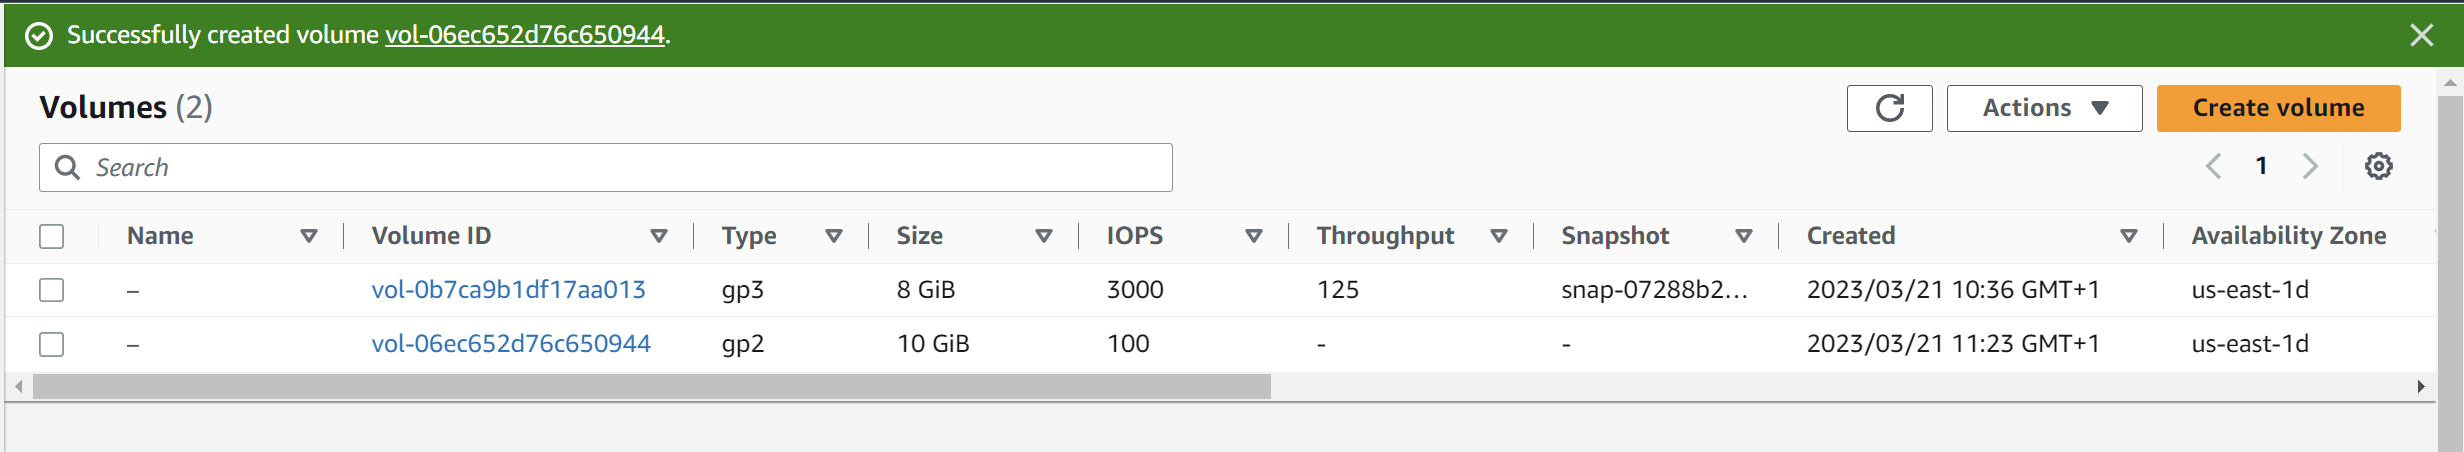 Successfully created volume vol-06ec652d76c650944.
Volumes (2)
Actions
Create volume
Search
1
Name Volume ID Type Size IOPS Throughput Snapshot Created Availability Zone
– vol-0b7ca9b1df17aa013 gp3 8 GiB 3000 125 snap-07288b2... 2023/03/21 10:36 GMT+1 us-east-1d
– vol-06ec652d76c650944 gp2 10 GiB 100 - - 2023/03/21 11:23 GMT+1 us-east-1d